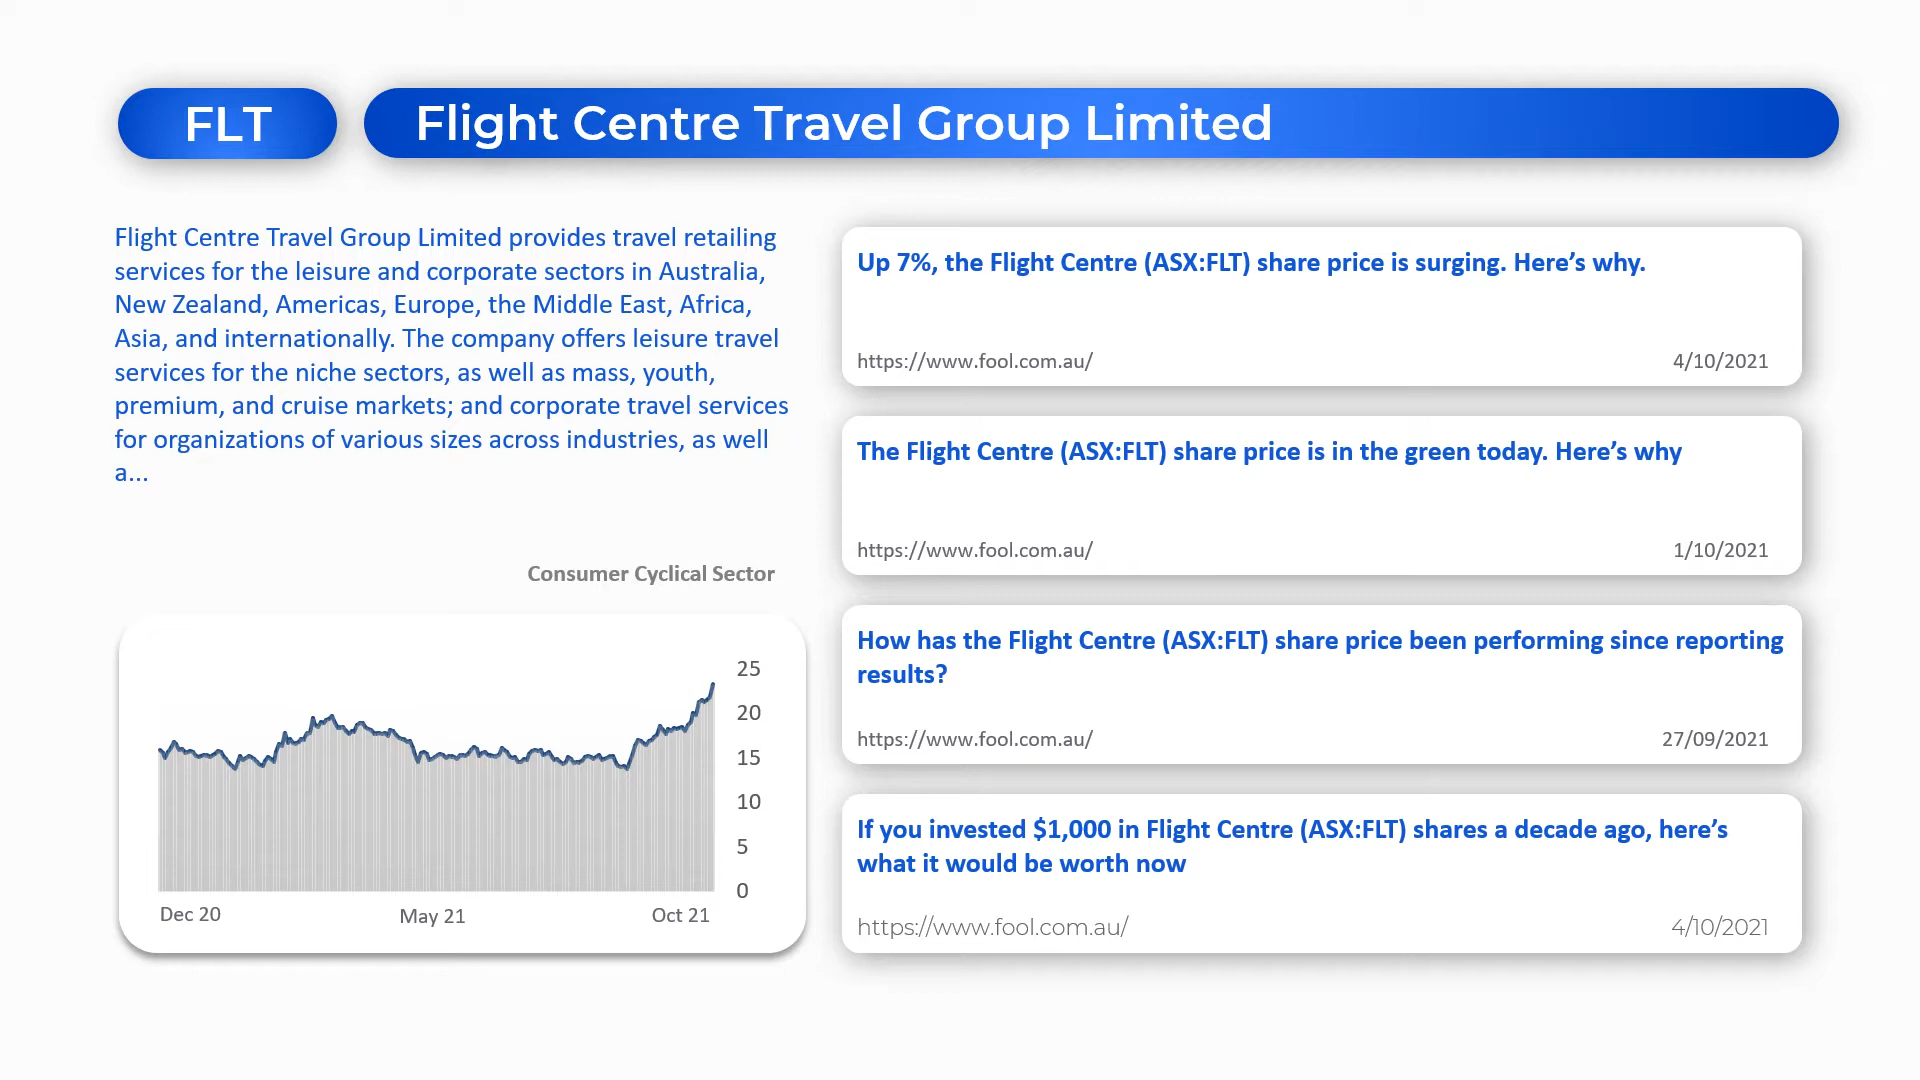 FLT
Flight Centre Travel Group Limited
Flight Centre Travel Group Limited provides travel retailing
services for the leisure and corporate sectors in Australia,
New Zealand, Americas, Europe, the Middle East, Africa,
Asia, and internationally. The company offers leisure travel
services for the niche sectors, as well as mass, youth,
premium, and cruise markets; and corporate travel services
for organizations of various sizes across industries, as well
a...
Consumer Cyclical Sector
25
20
15
10
5
0
Dec 20
May 21
Oct 21
Up 7%, the Flight Centre (ASX:FLT) share price is surging. Here’s why.
https://www.fool.com.au/
4/10/2021
The Flight Centre (ASX:FLT) share price is in the green today. Here’s why
https://www.fool.com.au/
1/10/2021
How has the Flight Centre (ASX:FLT) share price been performing since reporting
results?
https://www.fool.com.au/
27/09/2021
If you invested $1,000 in Flight Centre (ASX:FLT) shares a decade ago, here’s
what it would be worth now
https://www.fool.com.au/
4/10/2021